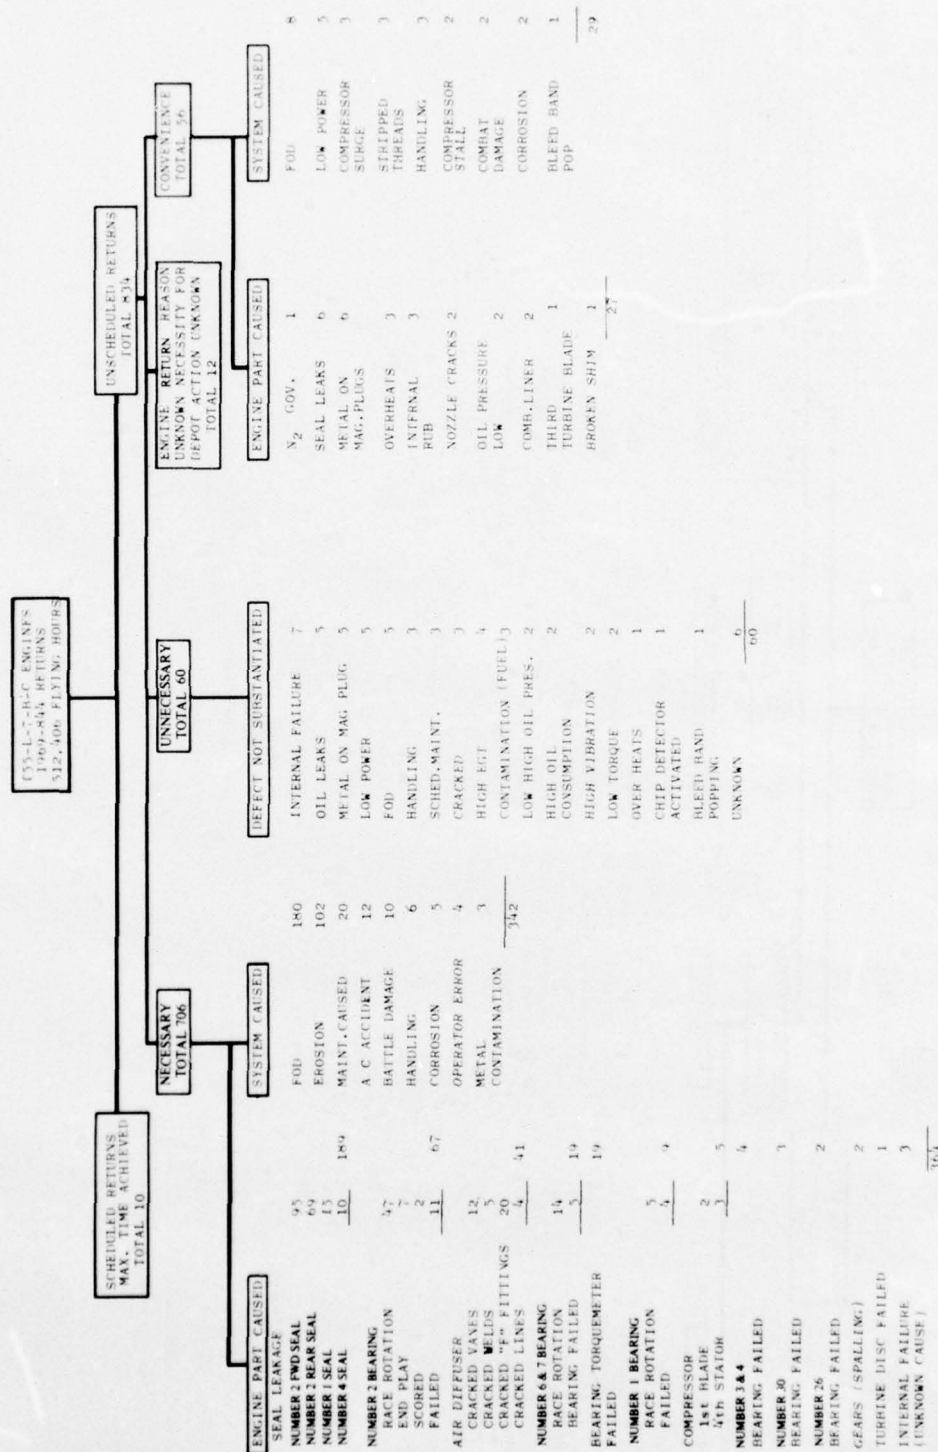 T55-L-7-B-C ENGINES
1969-844 RETURNS
512,406 FLYING HOURS
SCHEDULED RETURNS
MAX. TIME ACHIEVED
TOTAL 10
UNSCHEDULED RETURNS
TOTAL 834
NECESSARY
TOTAL 706
UNNECESSARY
TOTAL 60
ENGINE RETURN REASON
UNKNOWN NECESSITY FOR
DEPOT ACTION UNKNOWN
TOTAL 12
CONVENIENCE
TOTAL 56
ENGINE PART CAUSED
SEAL LEAKAGE
NUMBER 2 FWD SEAL 95
NUMBER 2 REAR SEAL 69
NUMBER 1 SEAL 15
NUMBER 4 SEAL 10 189
NUMBER 2 BEARING
RACE ROTATION 47
END PLAY 7
SCORED 2
FAILED 11 67
AIR DIFFUSER
CRACKED VANES 12
CRACKED WELDS 5
CRACKED "F" FITTINGS 20
CRACKED LINES 4 41
NUMBER 6 & 7 BEARING
RACE ROTATION 14
BEARING FAILED 5 19
BEARING TORQUEMETER
FAILED 19
NUMBER 1 BEARING
RACE ROTATION 5
FAILED 4 9
COMPRESSOR
1st BLADE 2
4th STATOR 3 5
NUMBER 3 & 4
BEARING FAILED 4
NUMBER 30
BEARING FAILED 3
NUMBER 26
BEARING FAILED 2
GEARS (SPALLING) 2
TURBINE DISC FAILED 1
INTERNAL FAILURE 3
(UNKNOWN CAUSE)
364
SYSTEM CAUSED
FOD 180
EROSION 102
MAINT.CAUSED 20
A C ACCIDENT 12
BATTLE DAMAGE 10
HANDLING 6
CORROSION 5
OPERATOR ERROR 4
METAL 3
CONTAMINATION
342
DEFECT NOT SUBSTANTIATED
INTERNAL FAILURE 7
OIL LEAKS 5
METAL ON MAG PLUG 5
LOW POWER 5
FOD 5
HANDLING 3
SCHED.MAINT. 3
CRACKED 3
HIGH EGT 4
CONTAMINATION (FUEL) 3
LOW HIGH OIL PRES. 2
HIGH OIL 2
CONSUMPTION
HIGH VIBRATION 2
LOW TORQUE 2
OVER HEATS 1
CHIP DETECTOR 1
ACTIVATED
BLEED BAND 1
POPPING
UNKNOWN 6
60
ENGINE PART CAUSED
N2 GOV. 1
SEAL LEAKS 6
METAL ON 6
MAG.PLUGS
OVERHEATS 3
INTERNAL 3
RUB
NOZZLE CRACKS 2
OIL PRESSURE 2
LOW
COMB.LINER 2
THIRD 1
TURBINE BLADE
BROKEN SHIM 1
27
SYSTEM CAUSED
FOD 8
LOW POWER 5
COMPRESSOR 3
SURGE
STRIPPED 3
THREADS
HANDLING 3
COMPRESSOR 2
STALL
COMBAT 2
DAMAGE
CORROSION 2
BLEED BAND 1
POP
29